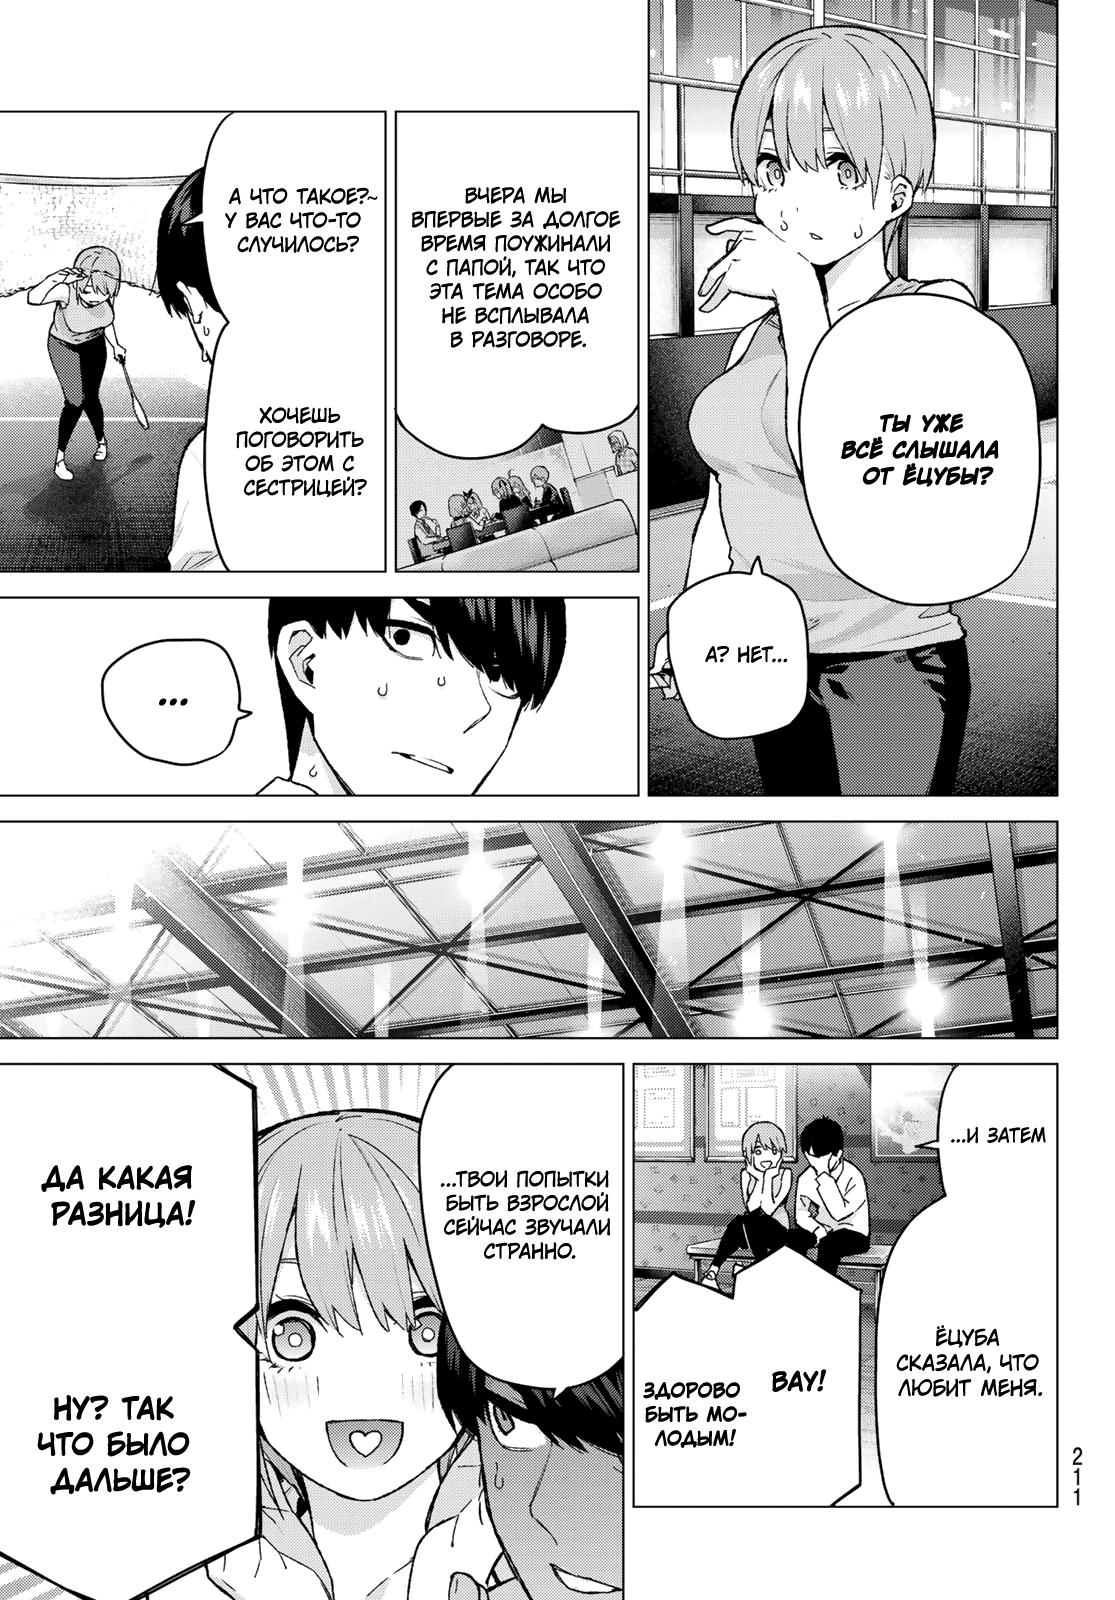 ТЫ УЖЕ
ВСЁ СЛЫШАЛА
ОТ ЁЦУБЫ?
А? НЕТ...
ВЧЕРА МЫ
ВПЕРВЫЕ ЗА ДОЛГОЕ
ВРЕМЯ ПОУЖИНАЛИ
С ПАПОЙ, ТАК ЧТО
ЭТА ТЕМА ОСОБО
НЕ ВСПЛЫВАЛА
В РАЗГОВОРЕ.
А ЧТО ТАКОЕ?~
У ВАС ЧТО-ТО
СЛУЧИЛОСЬ?
ХОЧЕШЬ
ПОГОВОРИТЬ
ОБ ЭТОМ С
СЕСТРИЦЕЙ?
...
...И ЗАТЕМ
ЁЦУБА
СКАЗАЛА, ЧТО
ЛЮБИТ МЕНЯ.
ВАУ!
ЗДОРОВО
БЫТЬ МО-
ЛОДЫМ!
...ТВОИ ПОПЫТКИ
БЫТЬ ВЗРОСЛОЙ
СЕЙЧАС ЗВУЧАЛИ
СТРАННО.
ДА КАКАЯ
РАЗНИЦА!
НУ? ТАК
ЧТО БЫЛО
ДАЛЬШЕ?
211